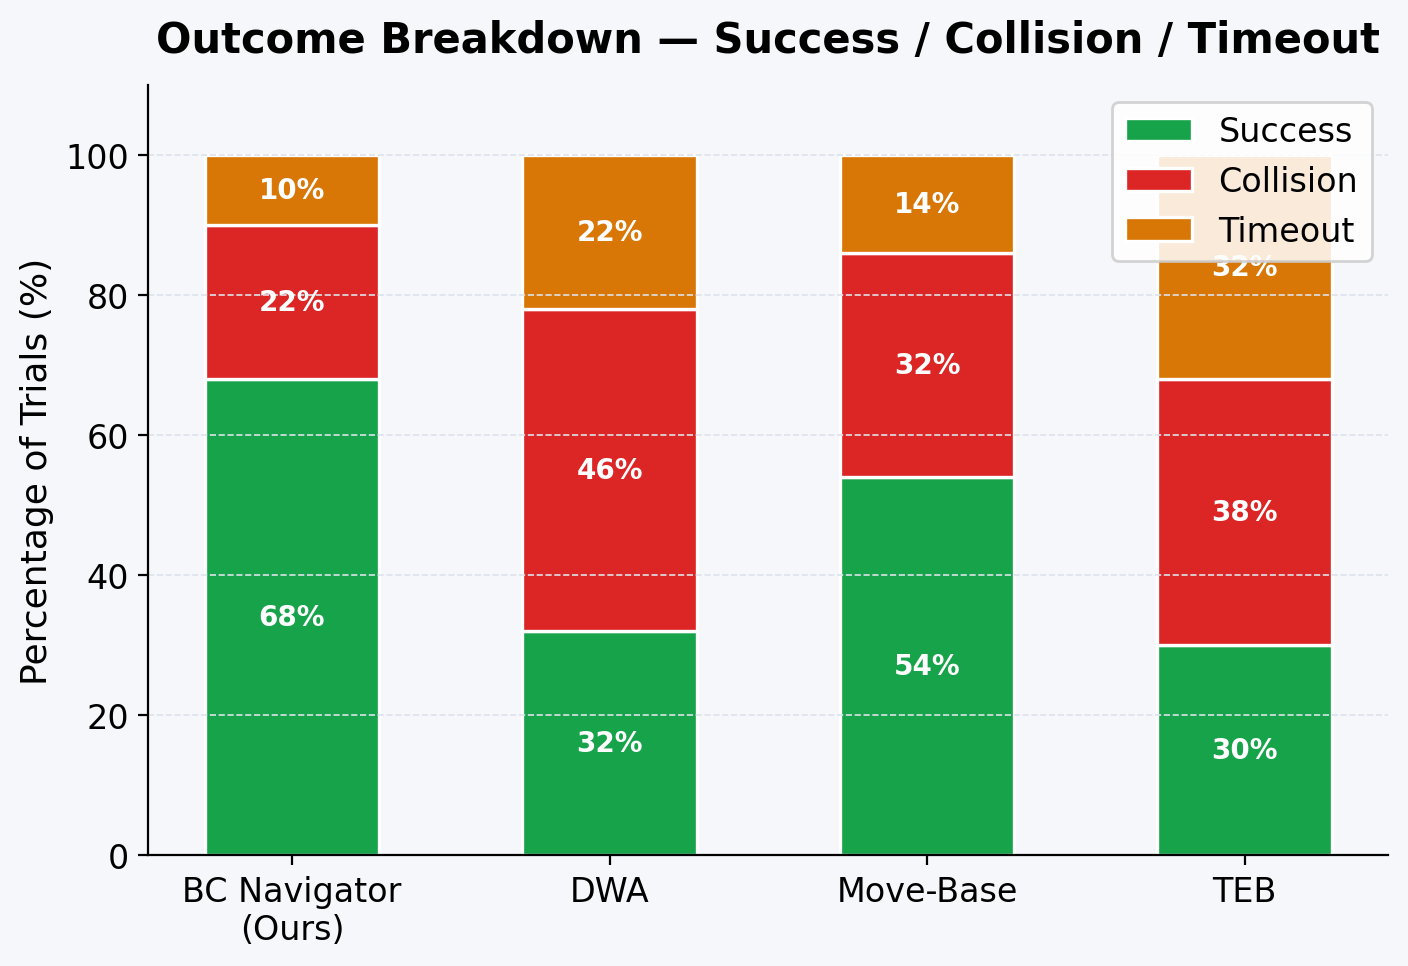 Outcome Breakdown — Success / Collision / Timeout
Success
Collision
Timeout
Percentage of Trials (%)
100
80
60
40
20
0
10%
22%
68%
22%
46%
32%
14%
32%
54%
32%
38%
30%
BC Navigator
(Ours)
DWA
Move-Base
TEB